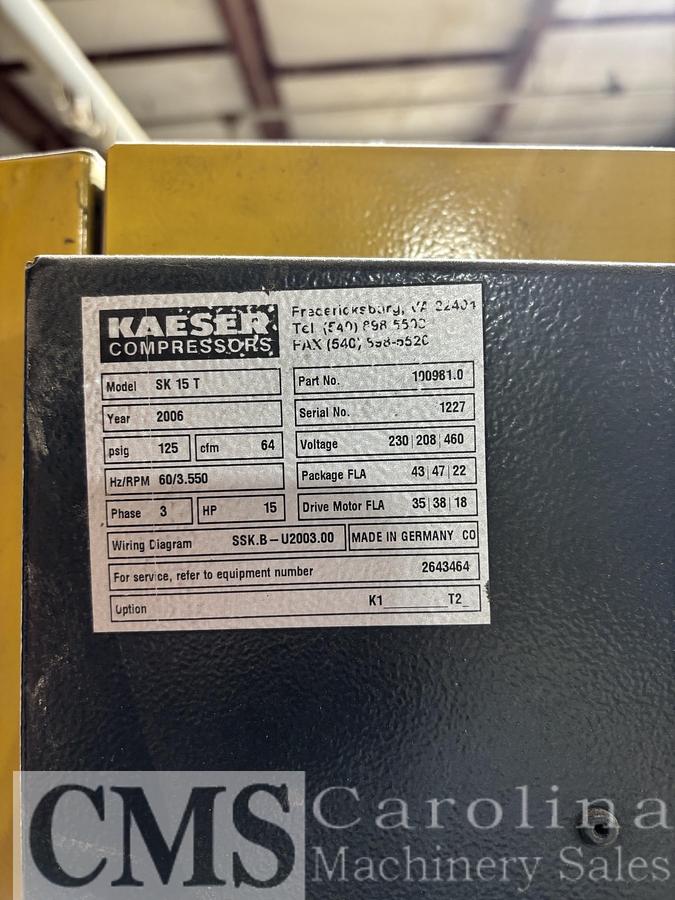 KAESER
COMPRESSORS
Fredericksburg, VA 22401
Tel (540) 898-5500
FAX (540) 898-5520
Model SK 15 T
Part No. 100981.0
Year 2006
Serial No. 1227
psig 125 cfm 64
Voltage 230 | 208 | 460
Hz/RPM 60/3.550
Package FLA 43 | 47 | 22
Phase 3 HP 15
Drive Motor FLA 35 | 38 | 18
Wiring Diagram SSK.B-U2003.00 MADE IN GERMANY CO
For service, refer to equipment number 2643464
Option K1______T2_
CMS Carolina
Machinery Sales